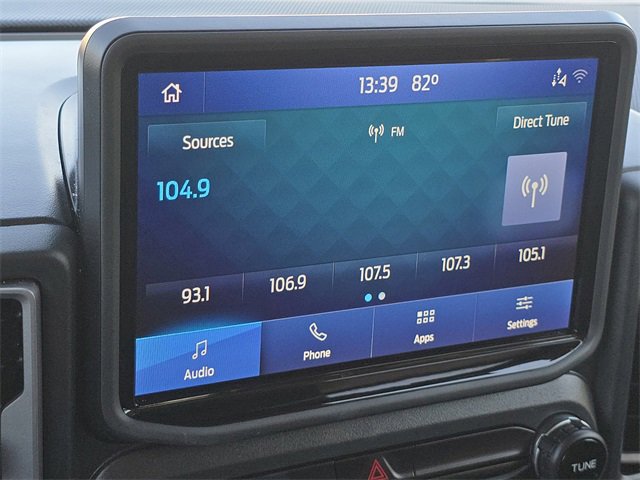 13:39 82°
Sources
FM
Direct Tune
104.9
93.1 106.9 107.5 107.3 105.1
Audio Phone Apps Settings
TUNE